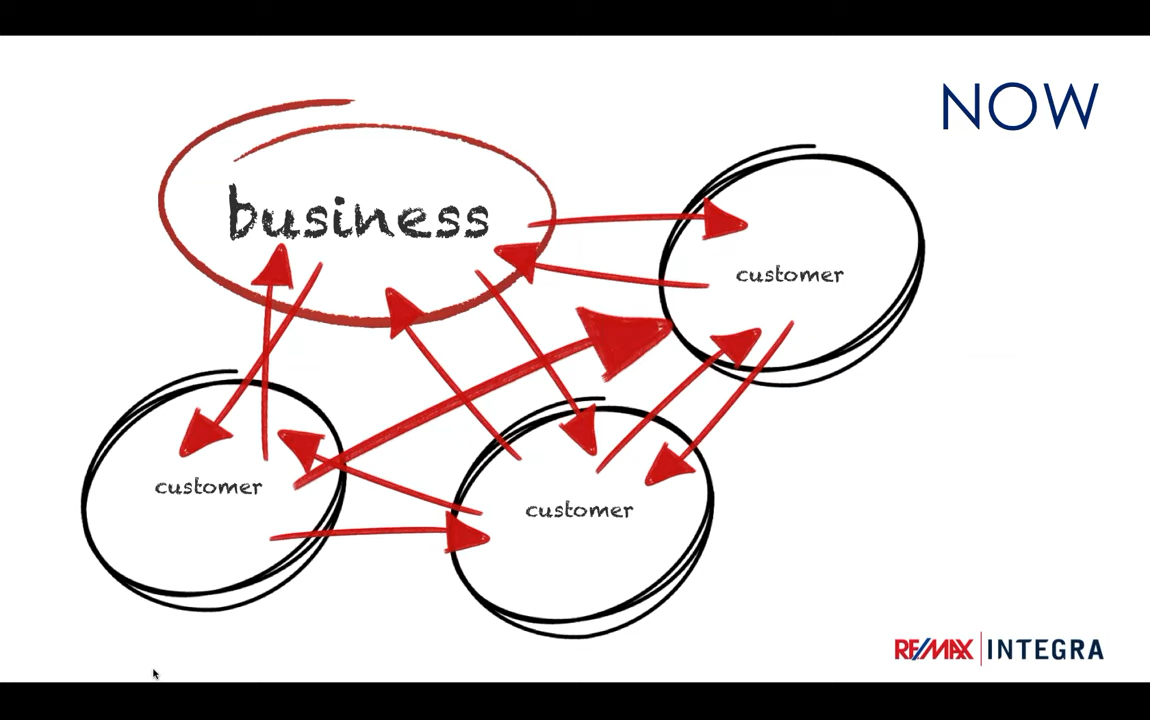 NOW
business
customer
customer
customer
RE/MAX INTEGRA